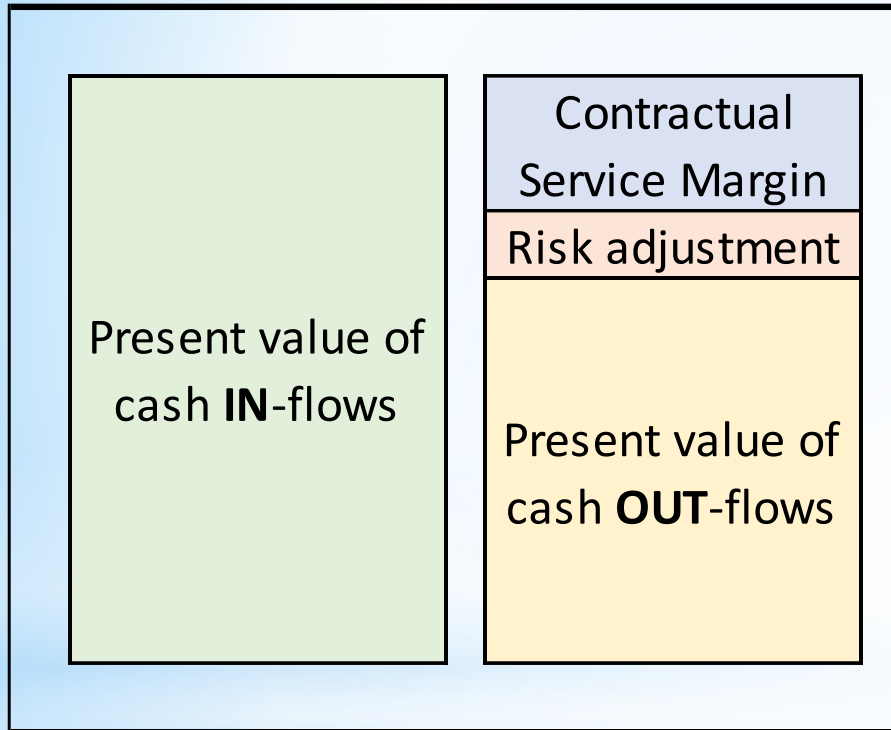 Present value of
cash IN-flows
Contractual
Service Margin
Risk adjustment
Present value of
cash OUT-flows